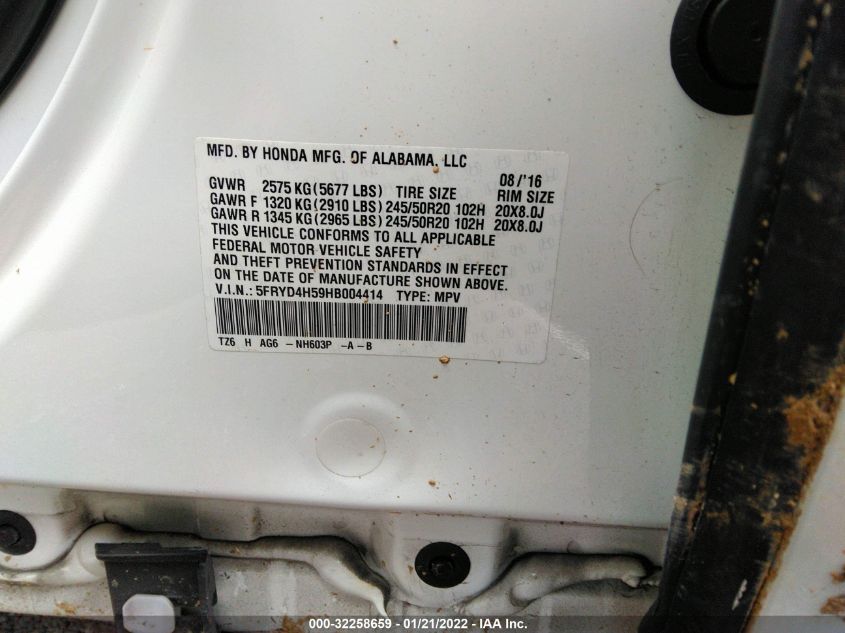 MFD. BY HONDA MFG. OF ALABAMA, LLC
08/'16
GVWR 2575 KG (5677 LBS) TIRE SIZE RIM SIZE
GAWR F 1320 KG (2910 LBS) 245/50R20 102H 20X8.0J
GAWR R 1345 KG (2965 LBS) 245/50R20 102H 20X8.0J
THIS VEHICLE CONFORMS TO ALL APPLICABLE
FEDERAL MOTOR VEHICLE SAFETY
AND THEFT PREVENTION STANDARDS IN EFFECT
ON THE DATE OF MANUFACTURE SHOWN ABOVE.
V.I.N.: 5FRYD4H59HB004414 TYPE: MPV
TZ6 H AG6 -NH603P -A-B
000-32258659 - 01/21/2022 - IAA Inc.